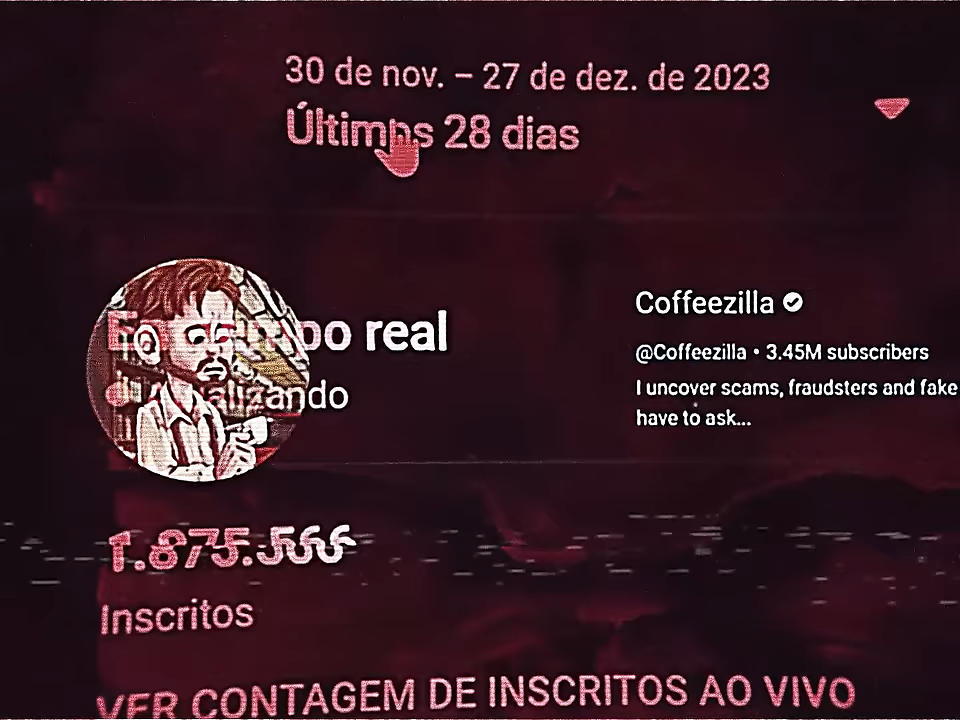 30 de nov. – 27 de dez. de 2023
Últimos 28 dias
real
Coffeezilla
@Coffeezilla • 3.45M subscribers
I uncover scams, fraudsters and fake
have to ask...
Inscritos
VER CONTAGEM DE INSCRITOS AO VIVO